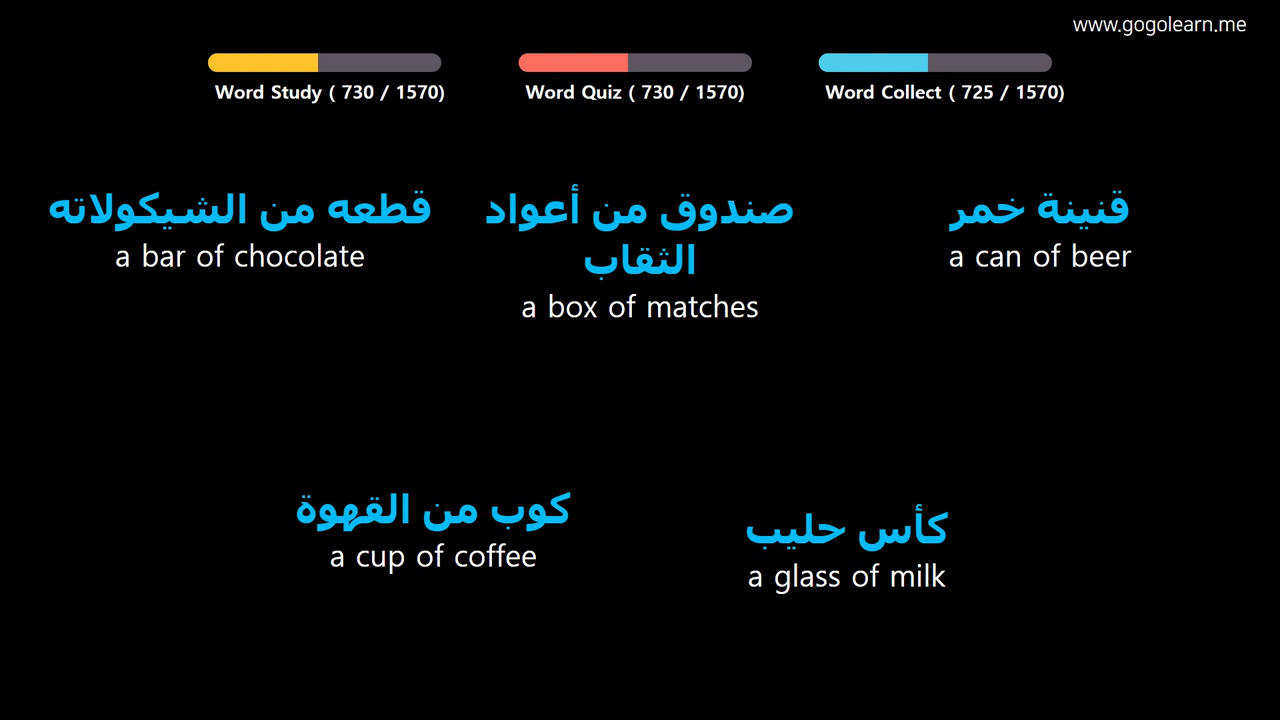 www.gogolearn.me
Word Study ( 730 / 1570)
Word Quiz ( 730 / 1570)
Word Collect ( 725 / 1570)
قطعه من الشيكولاته
a bar of chocolate
صندوق من أعواد
الثقاب
a box of matches
قنينة خمر
a can of beer
كوب من القهوة
a cup of coffee
كأس حليب
a glass of milk